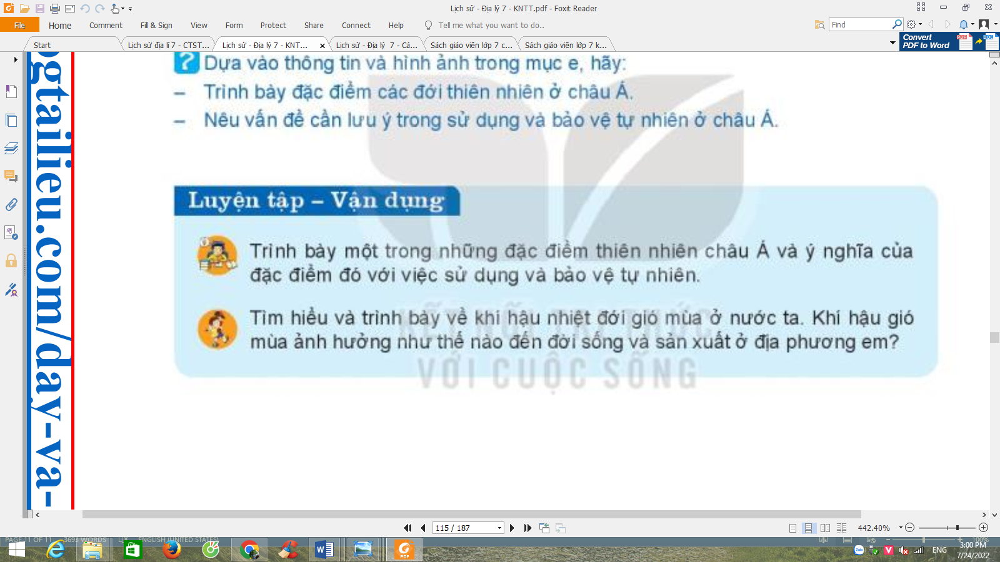 Lịch sử - Địa lý 7 - KNTT.pdf - Foxit Reader
File Home Comment Fill & Sign View Form Protect Share Connect Help Tell me what you want to do.. Find
Start Lịch sử địa lí 7 - CTST... Lịch sử - Địa lý 7 - KNT... Lịch sử - Địa lý 7 - Cá... Sách giáo viên lớp 7 c... Sách giáo viên lớp 7 k...
Convert
PDF to Word
PDF DOC
gtailieu.com/day-va-
? Dựa vào thông tin và hình ảnh trong mục e, hãy:
– Trình bày đặc điểm các đới thiên nhiên ở châu Á.
– Nêu vấn đề cần lưu ý trong sử dụng và bảo vệ tự nhiên ở châu Á.
Luyện tập – Vận dụng
Trình bày một trong những đặc điểm thiên nhiên châu Á và ý nghĩa của
đặc điểm đó với việc sử dụng và bảo vệ tự nhiên.
Tìm hiểu và trình bày về khí hậu nhiệt đới gió mùa ở nước ta. Khí hậu gió
mùa ảnh hưởng như thế nào đến đời sống và sản xuất ở địa phương em?
KẾT NỐI TRI THỨC
VỚI CUỘC SỐNG
115 / 187
442.40%
PAGE 11 OF 11 3693 WORDS ENGLISH (UNITED STATES) 100%
Zalo V ENG 3:00 PM
7/24/2022